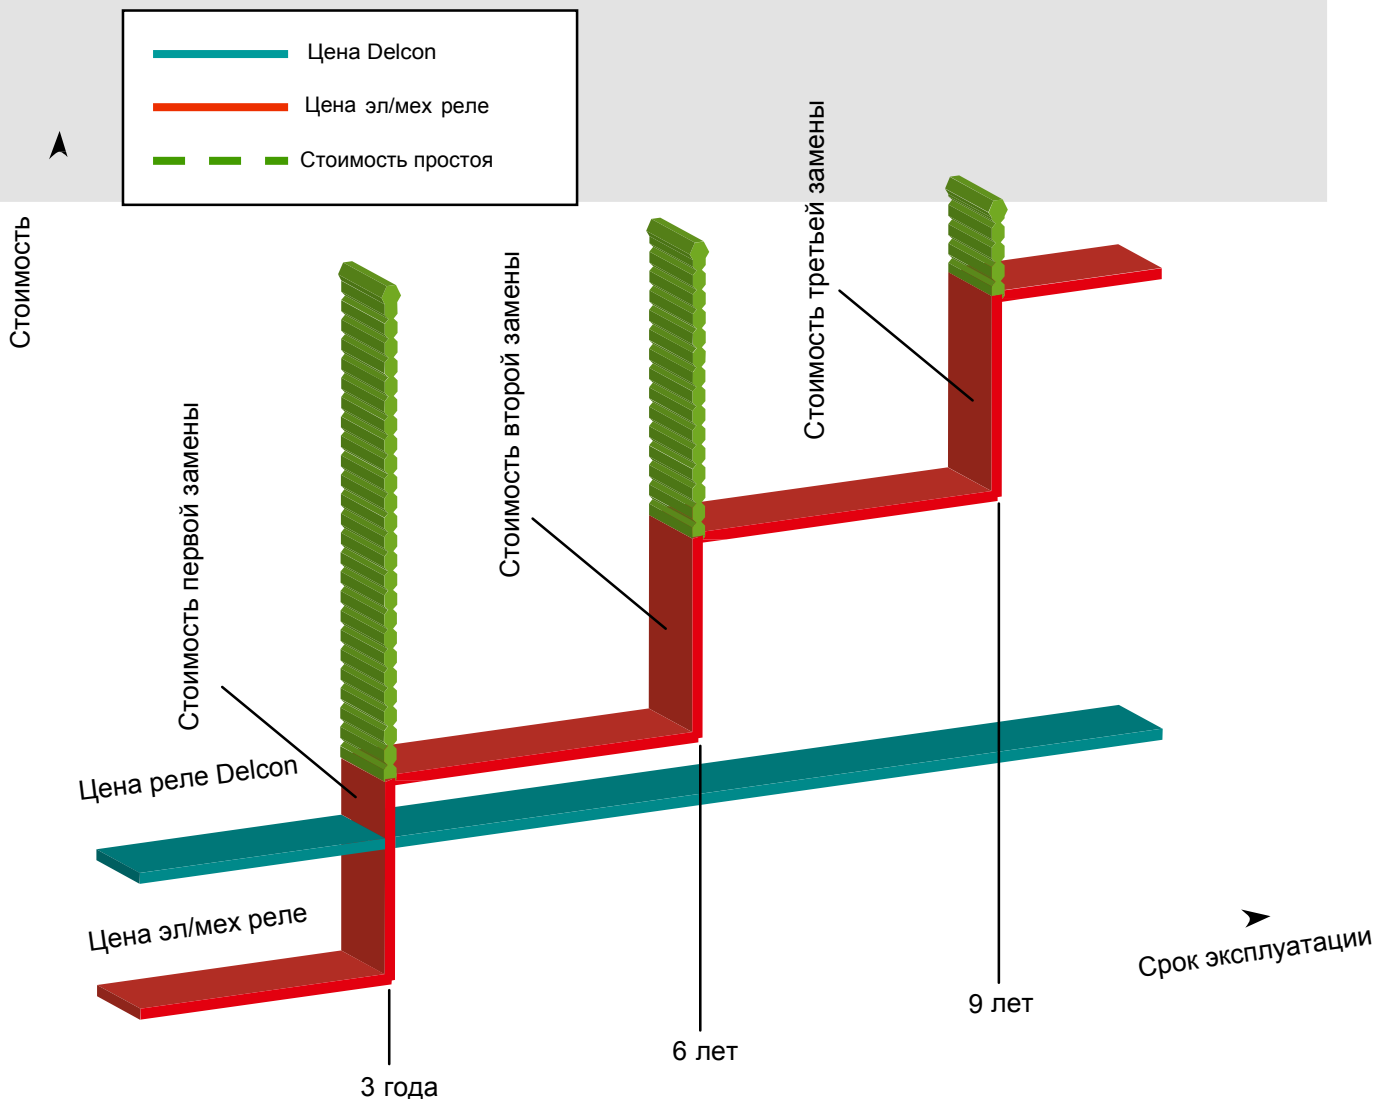 Цена Delcon
Цена эл/мех реле
Стоимость простоя
Стоимость
Стоимость первой замены
Стоимость второй замены
Стоимость третьей замены
Цена реле Delcon
Цена эл/мех реле
Срок эксплуатации
3 года
6 лет
9 лет